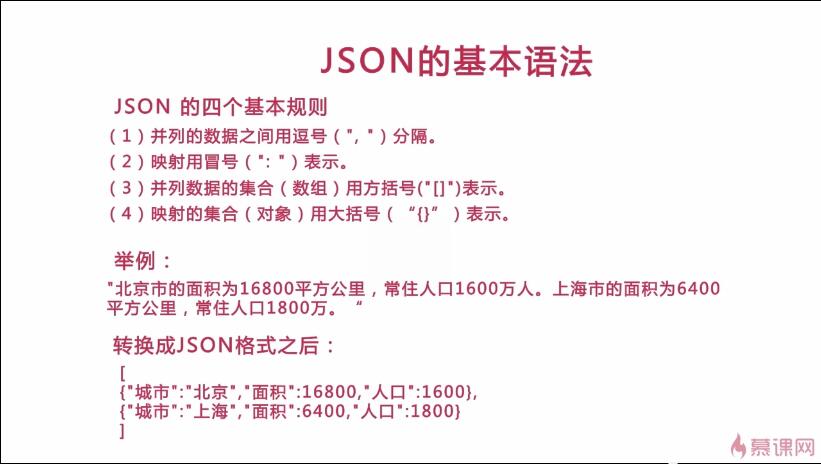 JSON的基本语法
JSON 的四个基本规则
(1)并列的数据之间用逗号(", ")分隔。
(2)映射用冒号(": ")表示。
(3)并列数据的集合(数组)用方括号("[]")表示。
(4)映射的集合(对象)用大括号( “{}” )表示。
举例：
"北京市的面积为16800平方公里，常住人口1600万人。上海市的面积为6400
平方公里，常住人口1800万。 “
转换成JSON格式之后：
[
{"城市":"北京","面积":16800,"人口":1600},
{"城市":"上海","面积":6400,"人口":1800}
]
慕课网